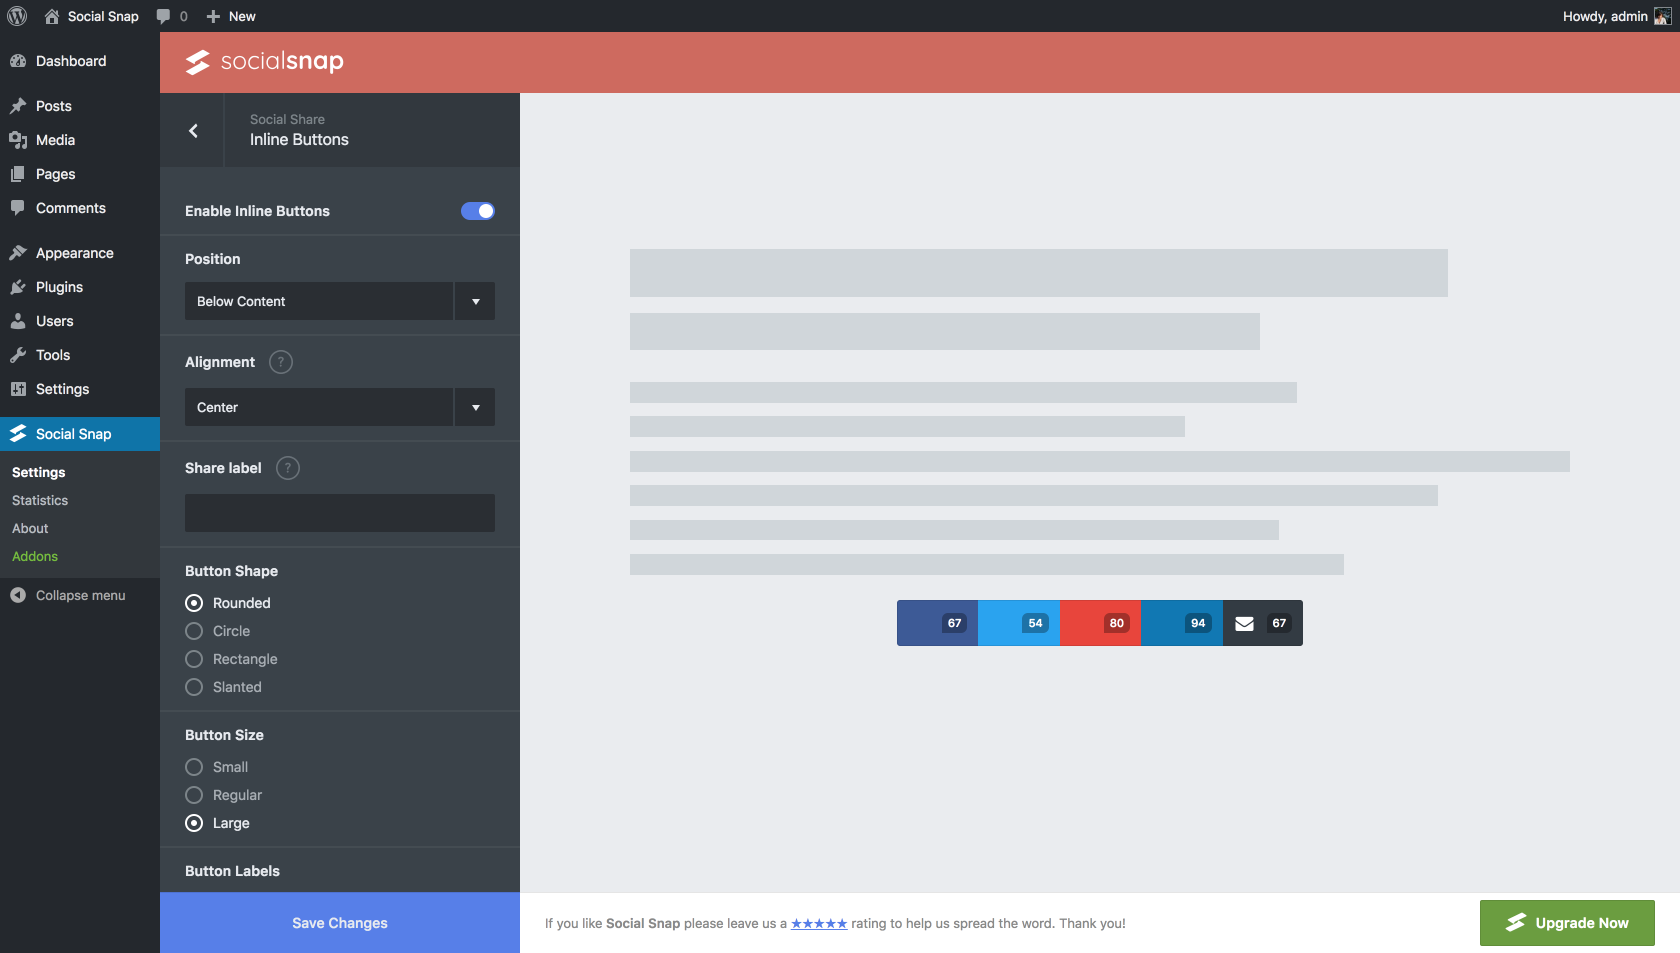 Social Snap
0
New
Howdy, admin
Dashboard
Posts
Media
Pages
Comments
Appearance
Plugins
Users
Tools
Settings
Social Snap
Settings
Statistics
About
Addons
Collapse menu
socialsnap
Social Share
Inline Buttons
Enable Inline Buttons
Position
Below Content
Alignment ?
Center
Share label ?
Button Shape
Rounded
Circle
Rectangle
Slanted
Button Size
Small
Regular
Large
Button Labels
Save Changes
67 54 80 94 67
If you like Social Snap please leave us a ★★★★★ rating to help us spread the word. Thank you!
Upgrade Now